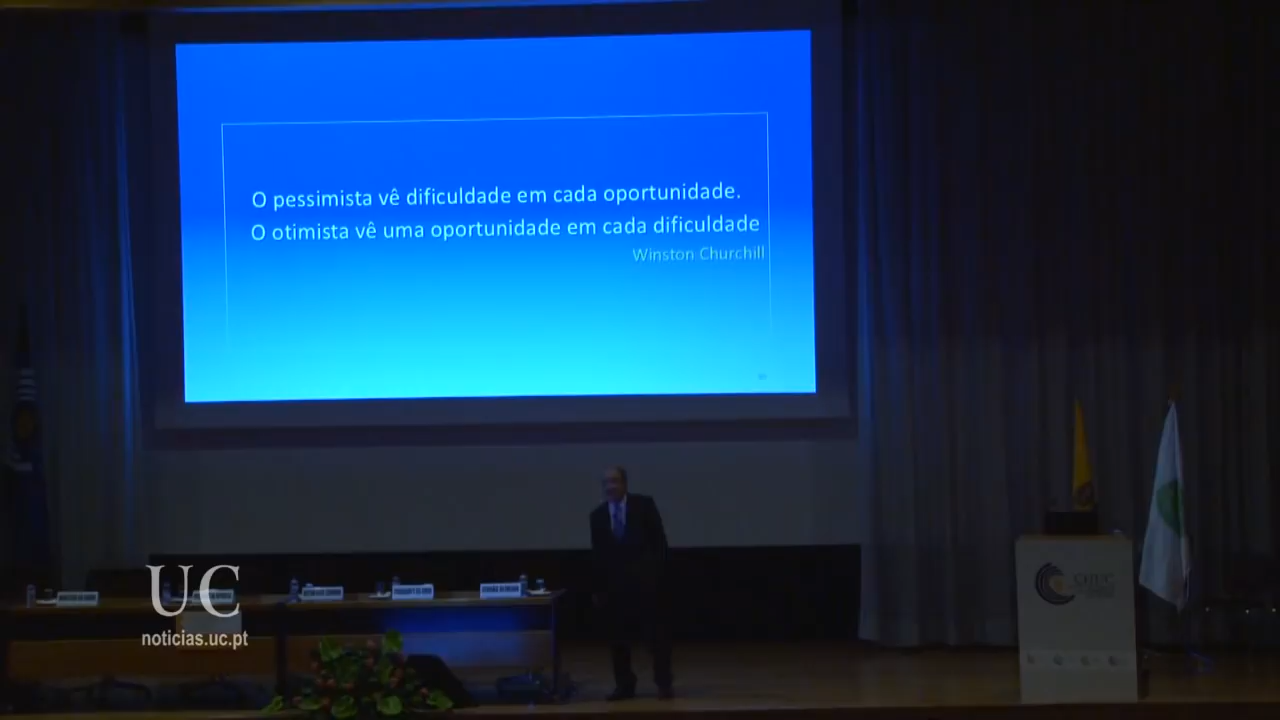 O pessimista vê dificuldade em cada oportunidade.
O otimista vê uma oportunidade em cada dificuldade
Winston Churchill
UC
noticias.uc.pt
CHUC